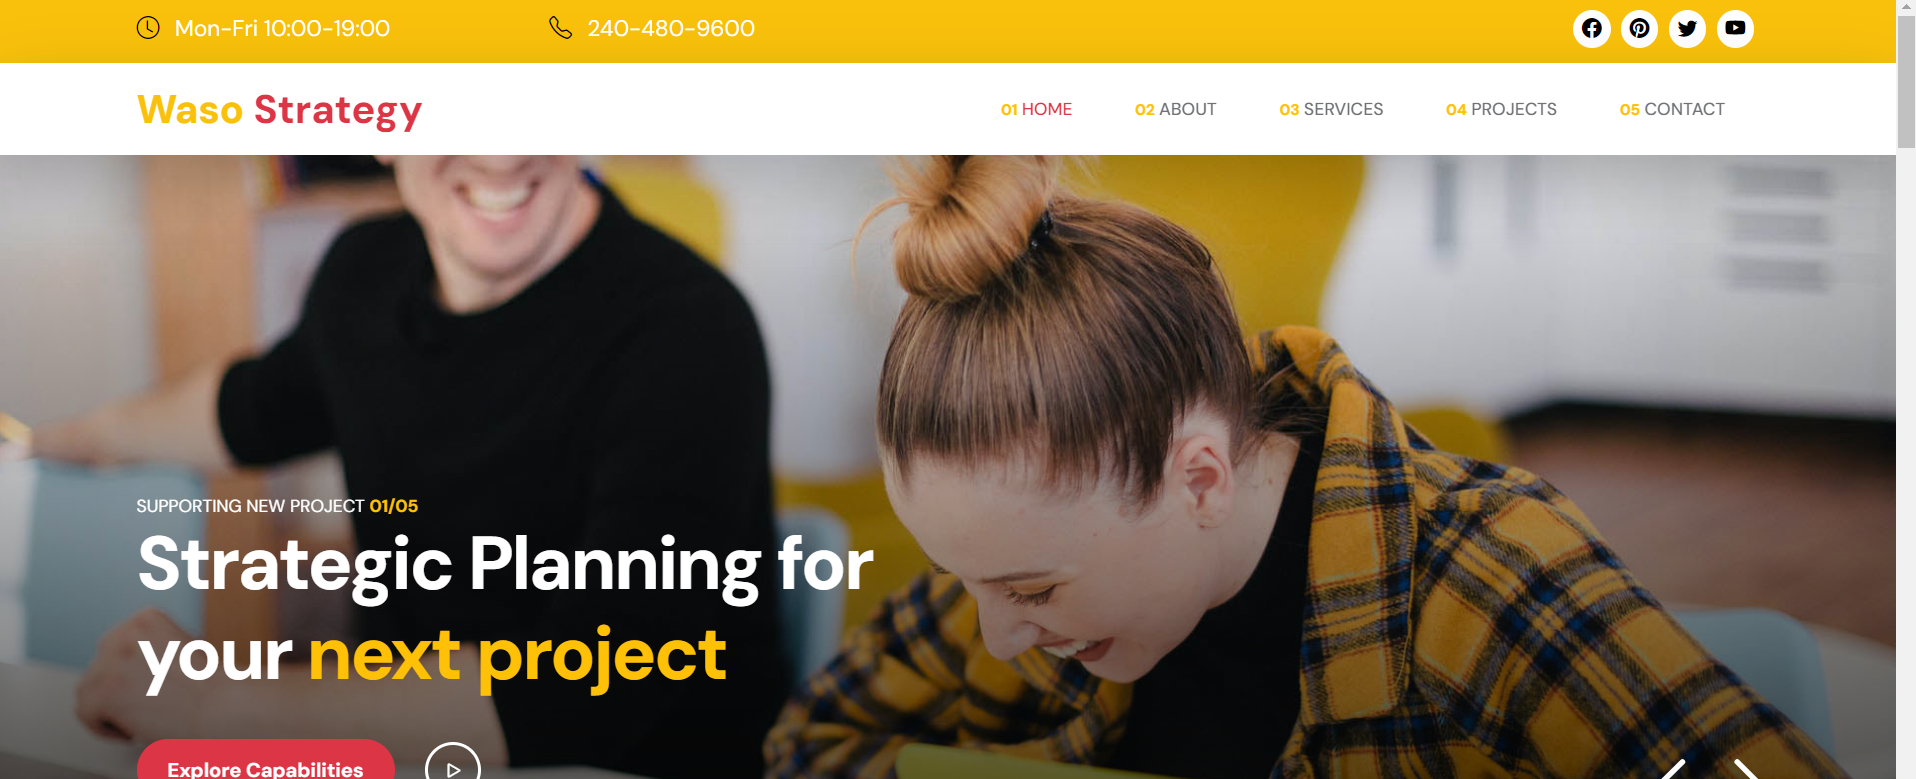 Mon-Fri 10:00-19:00
240-480-9600
Waso Strategy
01 HOME
02 ABOUT
03 SERVICES
04 PROJECTS
05 CONTACT
SUPPORTING NEW PROJECT 01/05
Strategic Planning for
your next project
Explore Capabilities